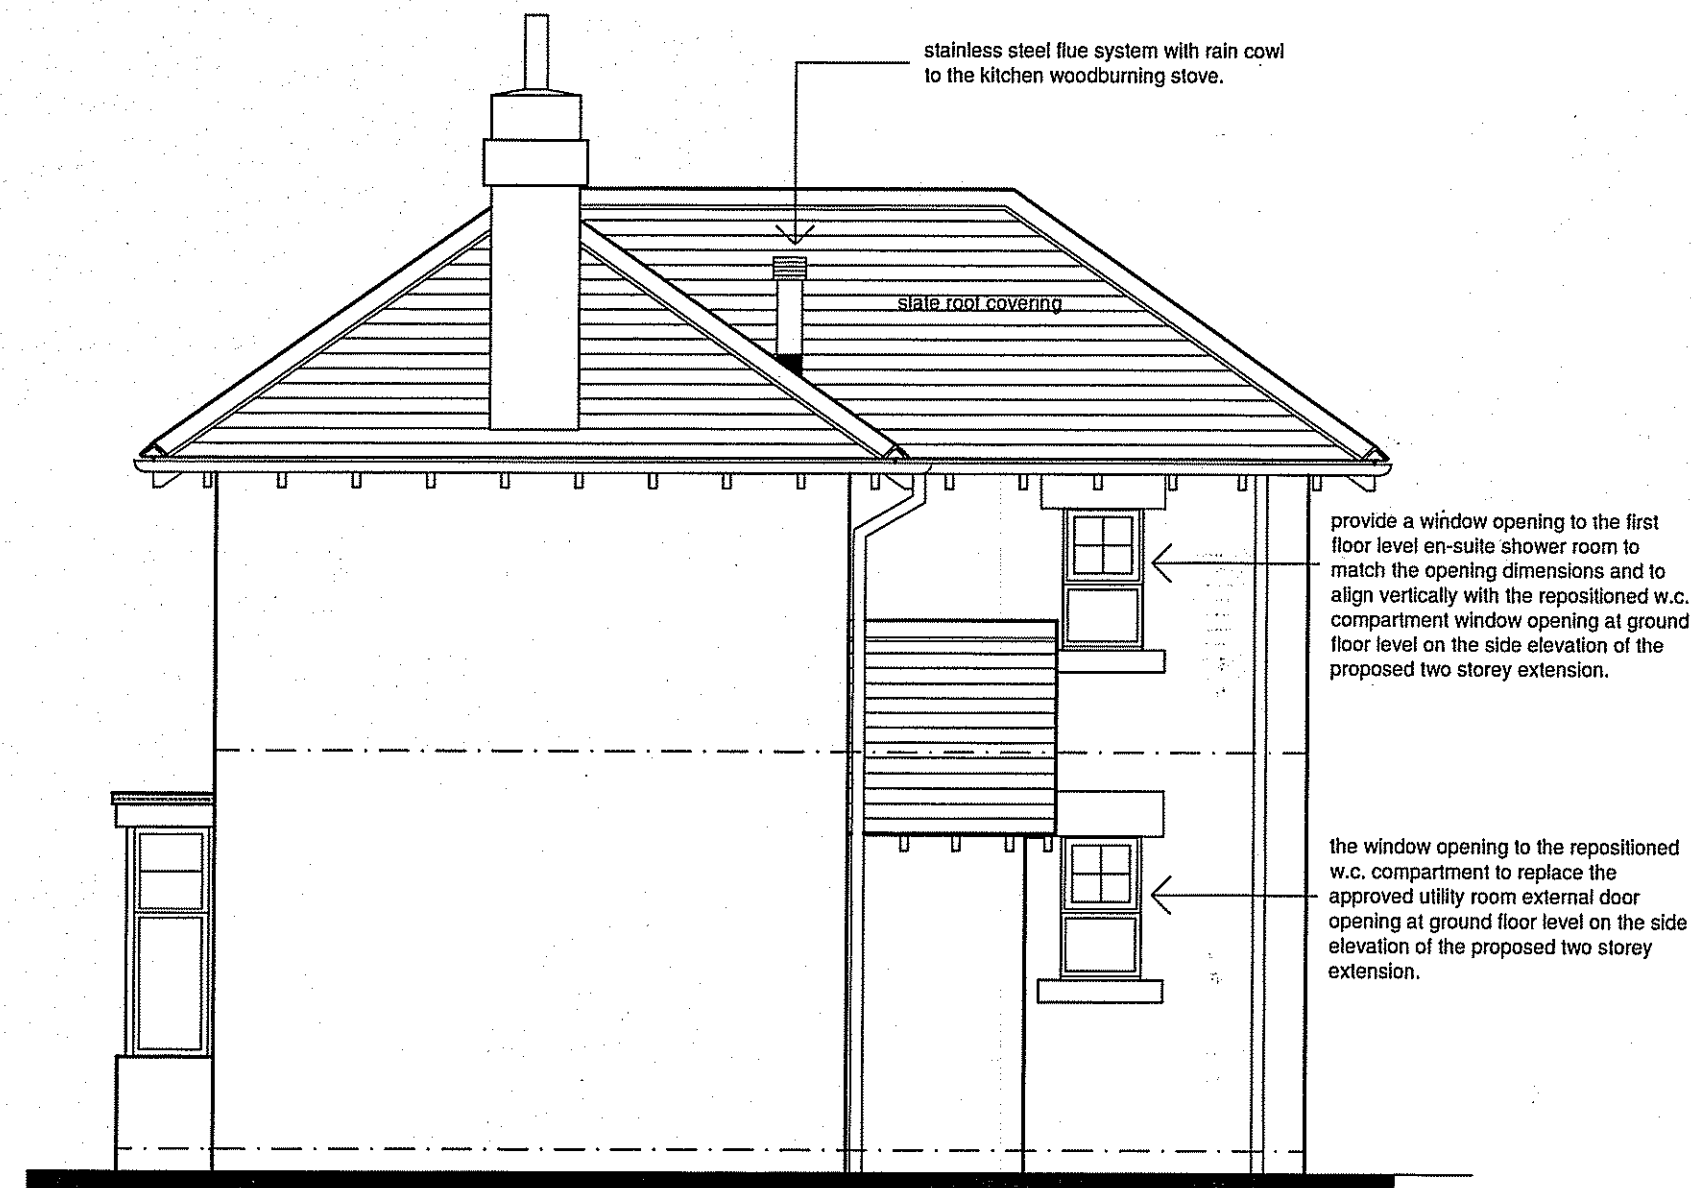 stainless steel flue system with rain cowl
to the kitchen woodburning stove.
slate roof covering
provide a window opening to the first
floor level en-suite shower room to
match the opening dimensions and to
align vertically with the repositioned w.c.
compartment window opening at ground
floor level on the side elevation of the
proposed two storey extension.
the window opening to the repositioned
w.c. compartment to replace the
approved utility room external door
opening at ground floor level on the side
elevation of the proposed two storey
extension.